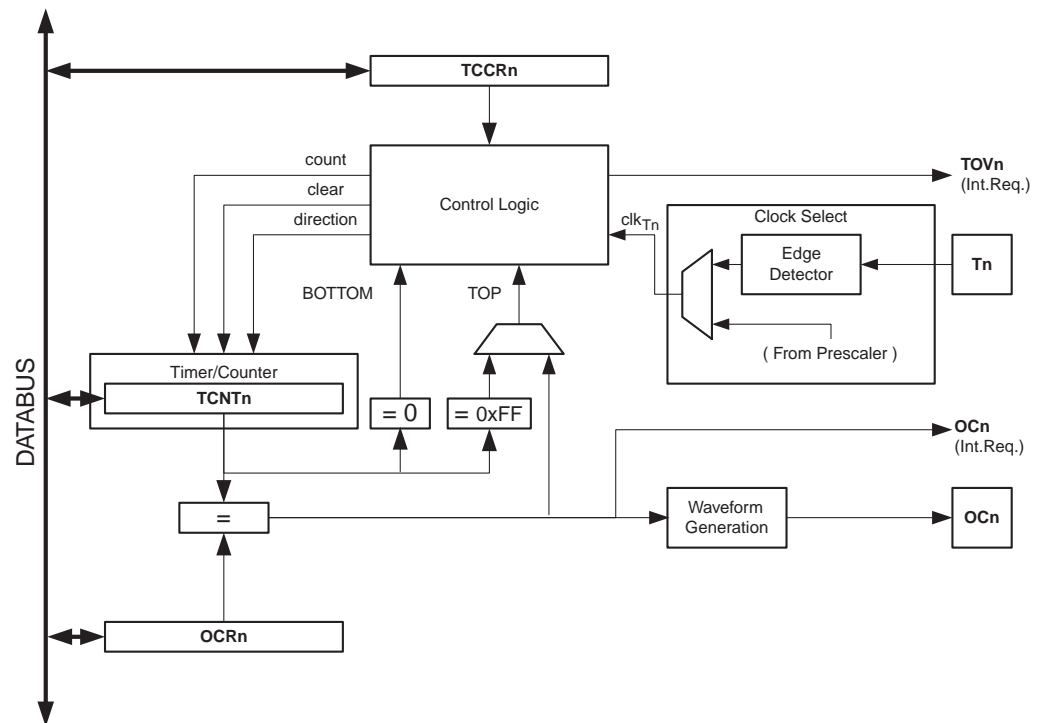 TCCRn
count
clear
direction
Control Logic
TOVn
(Int.Req.)
clkTn
Clock Select
Edge
Detector
Tn
( From Prescaler )
BOTTOM
TOP
DATABUS
Timer/Counter
TCNTn
= 0
= 0xFF
OCn
(Int.Req.)
=
Waveform
Generation
OCn
OCRn